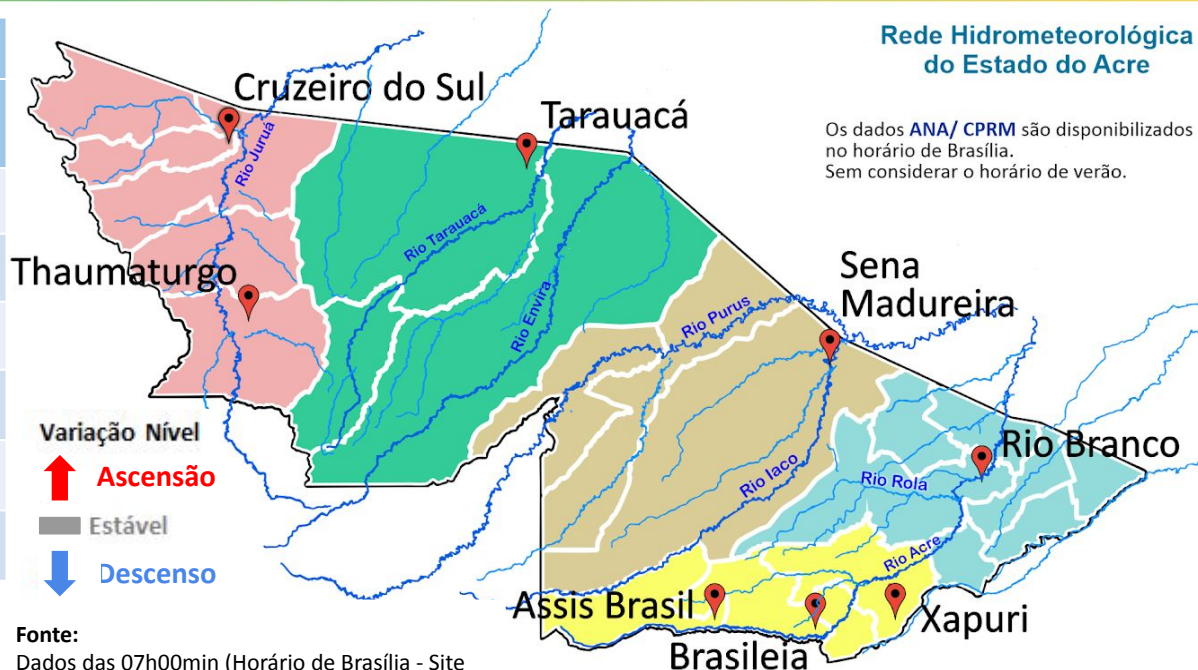 Rede Hidrometeorológica
do Estado do Acre
Os dados ANA/ CPRM são disponibilizados
no horário de Brasília.
Sem considerar o horário de verão.
Cruzeiro do Sul
Tarauacá
Rio Juruá
Rio Tarauacá
Thaumaturgo
Rio Envira
Sena
Madureira
Rio Purus
Variação Nível
Ascensão
Estável
Descenso
Rio Branco
Rio Iaco
Rio Rola
Rio Acre
Assis Brasil
Xapuri
Brasileia
Fonte:
Dados das 07h00min (Horário de Brasília - Site